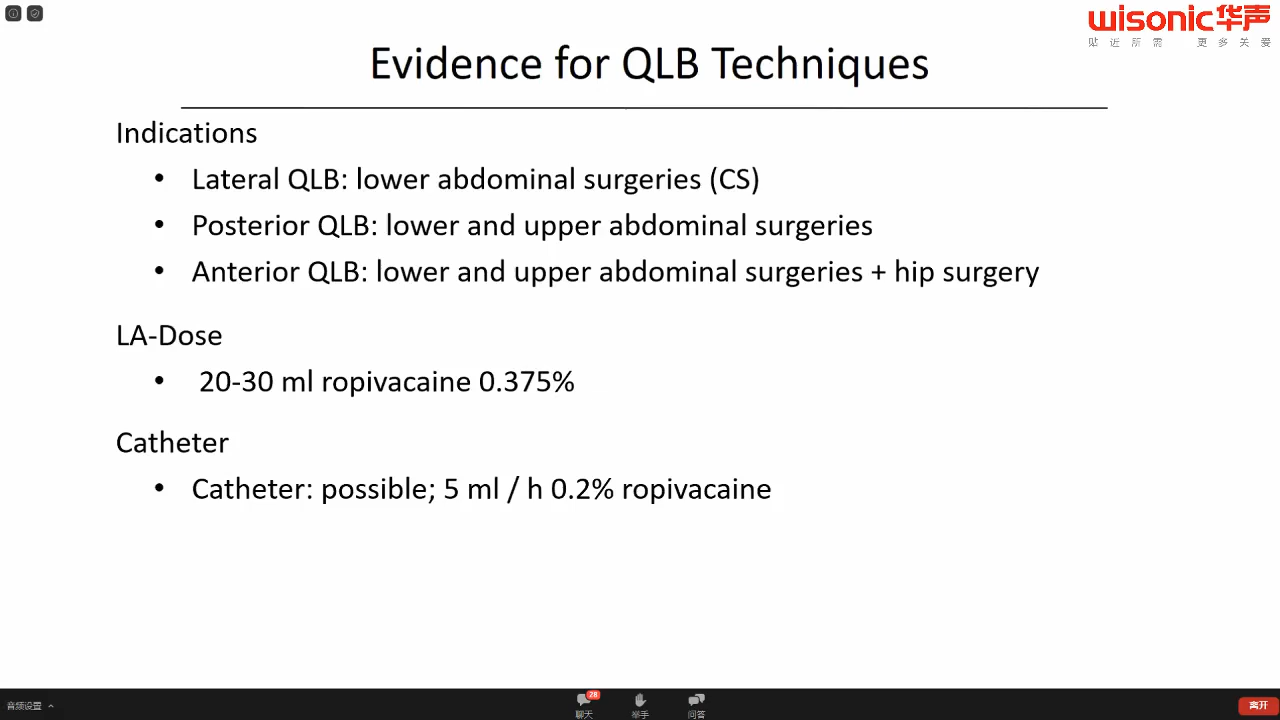 wisonic华声
贴近所需 更多关爱
Evidence for QLB Techniques
Indications
• Lateral QLB: lower abdominal surgeries (CS)
• Posterior QLB: lower and upper abdominal surgeries
• Anterior QLB: lower and upper abdominal surgeries + hip surgery
LA-Dose
• 20-30 ml ropivacaine 0.375%
Catheter
• Catheter: possible; 5 ml / h 0.2% ropivacaine
音频设置
28
聊天
举手
问答
离开